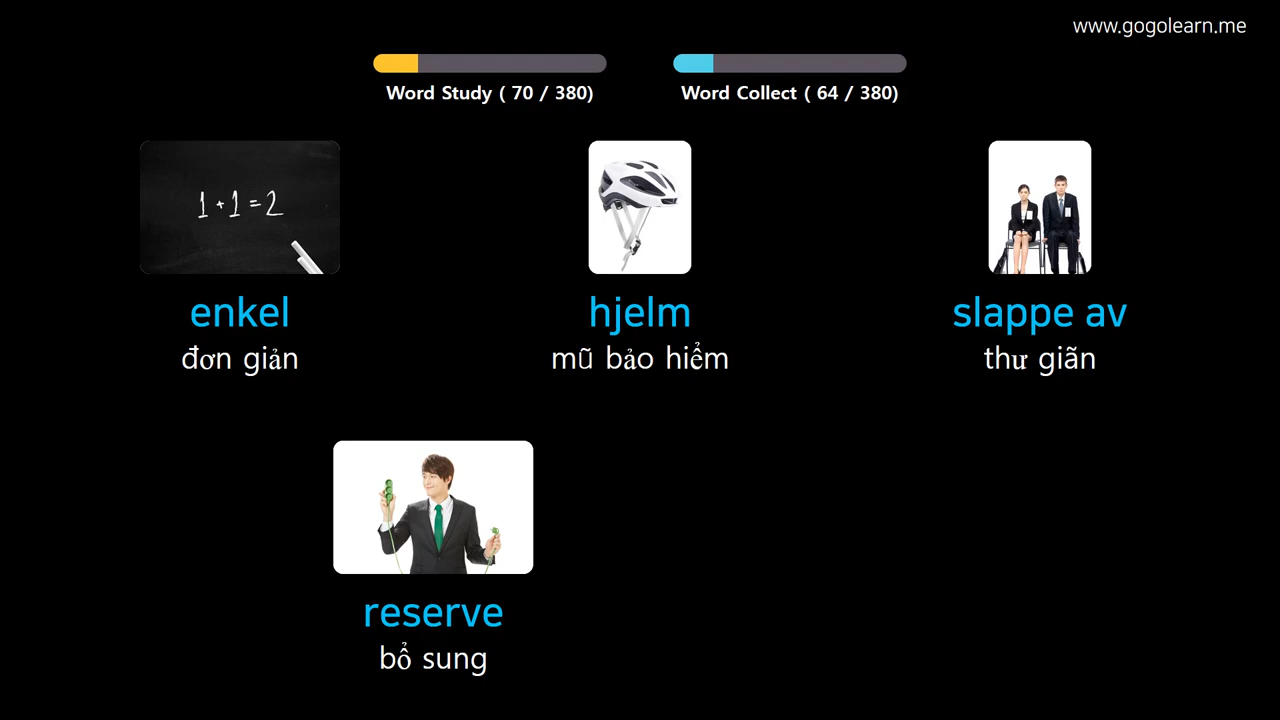 www.gogolearn.me
Word Study ( 70 / 380)
Word Collect ( 64 / 380)
1 + 1 = 2
enkel
hjelm
slappe av
đơn giản
mũ bảo hiểm
thư giãn
reserve
bổ sung